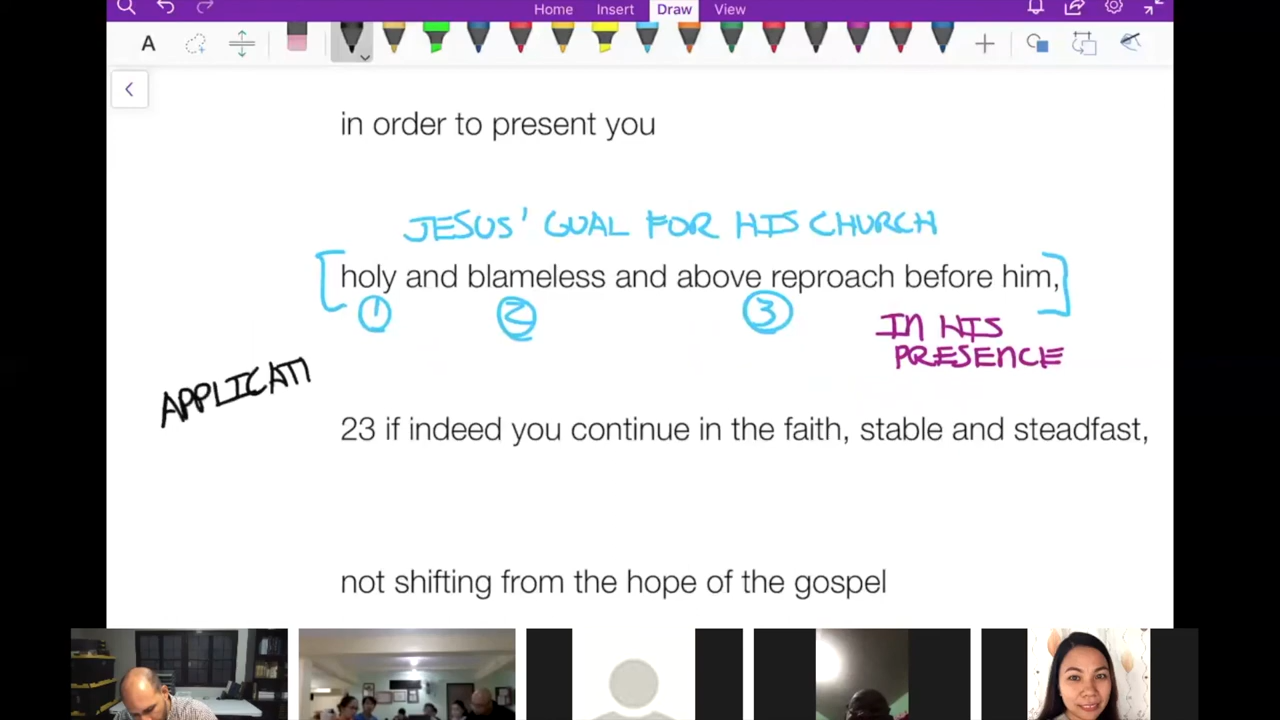 Home Insert Draw View
A
in order to present you
JESUS' GOAL FOR HIS CHURCH
[holy and blameless and above reproach before him,]
1 2 3
IN HIS
PRESENCE
APPLICATI
23 if indeed you continue in the faith, stable and steadfast,
not shifting from the hope of the gospel